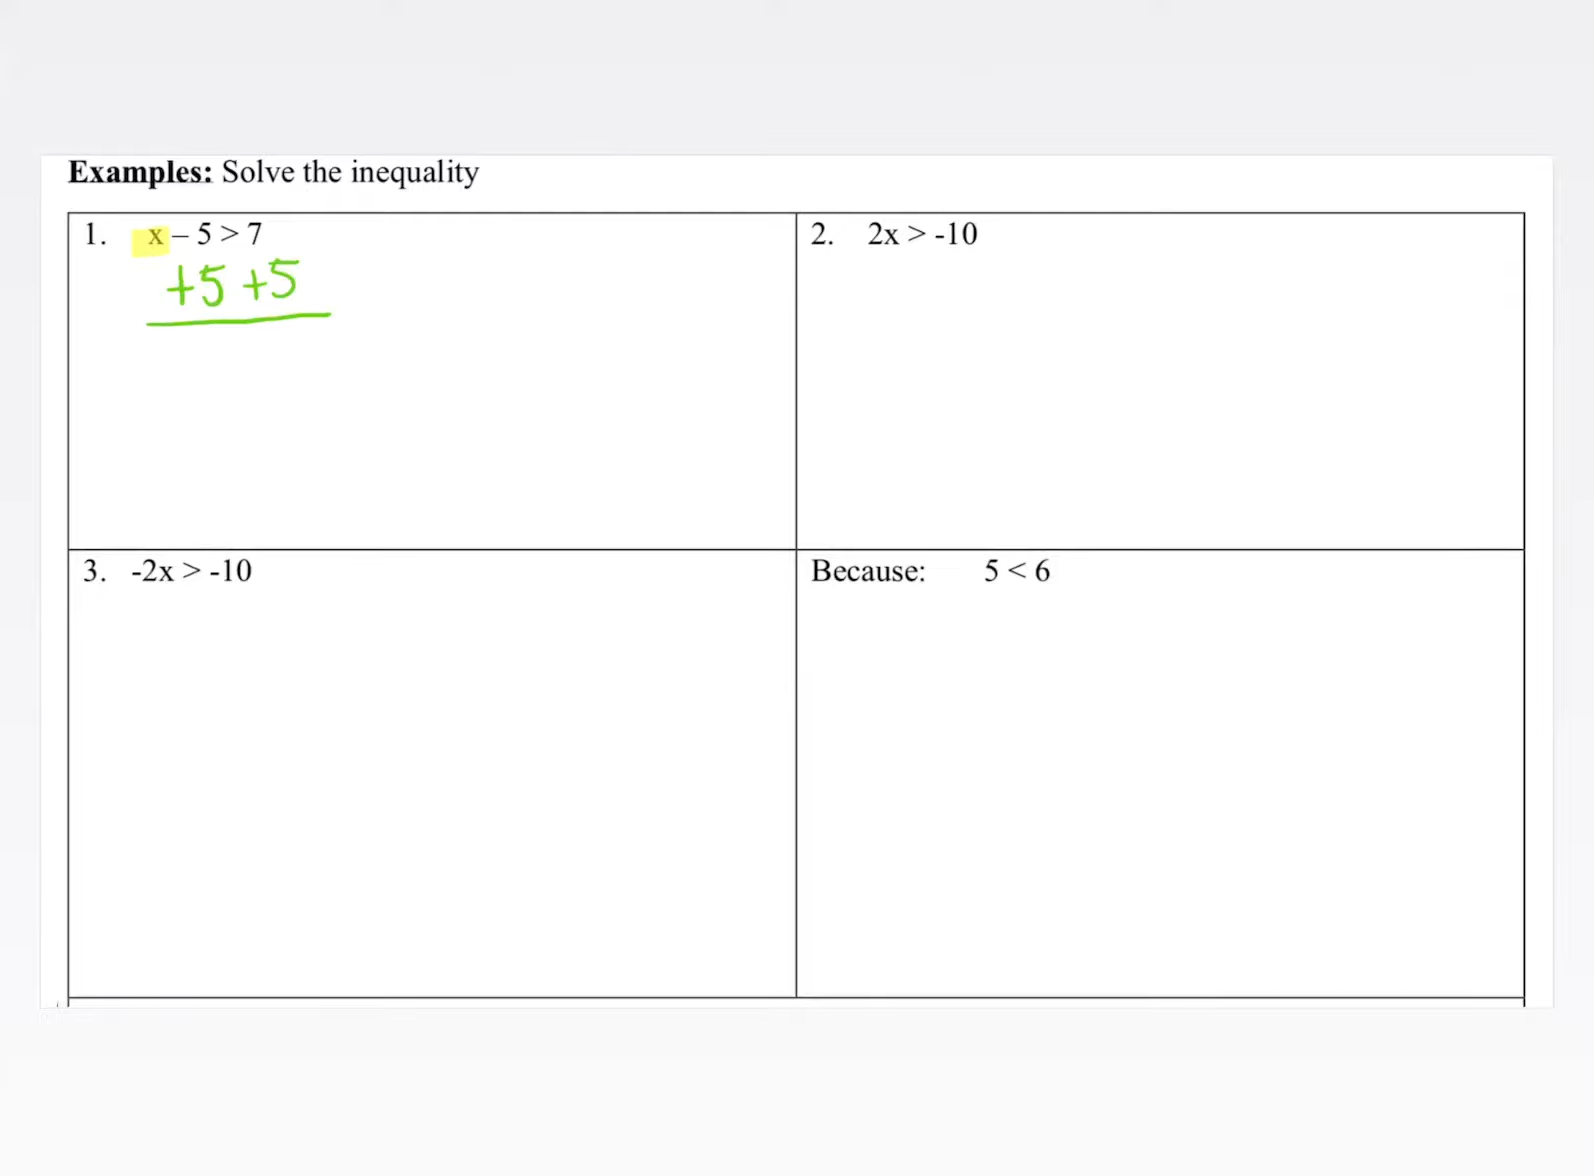 Examples: Solve the inequality
1. x – 5 > 7
+5 +5
2. 2x > -10
3. -2x > -10
Because: 5 < 6